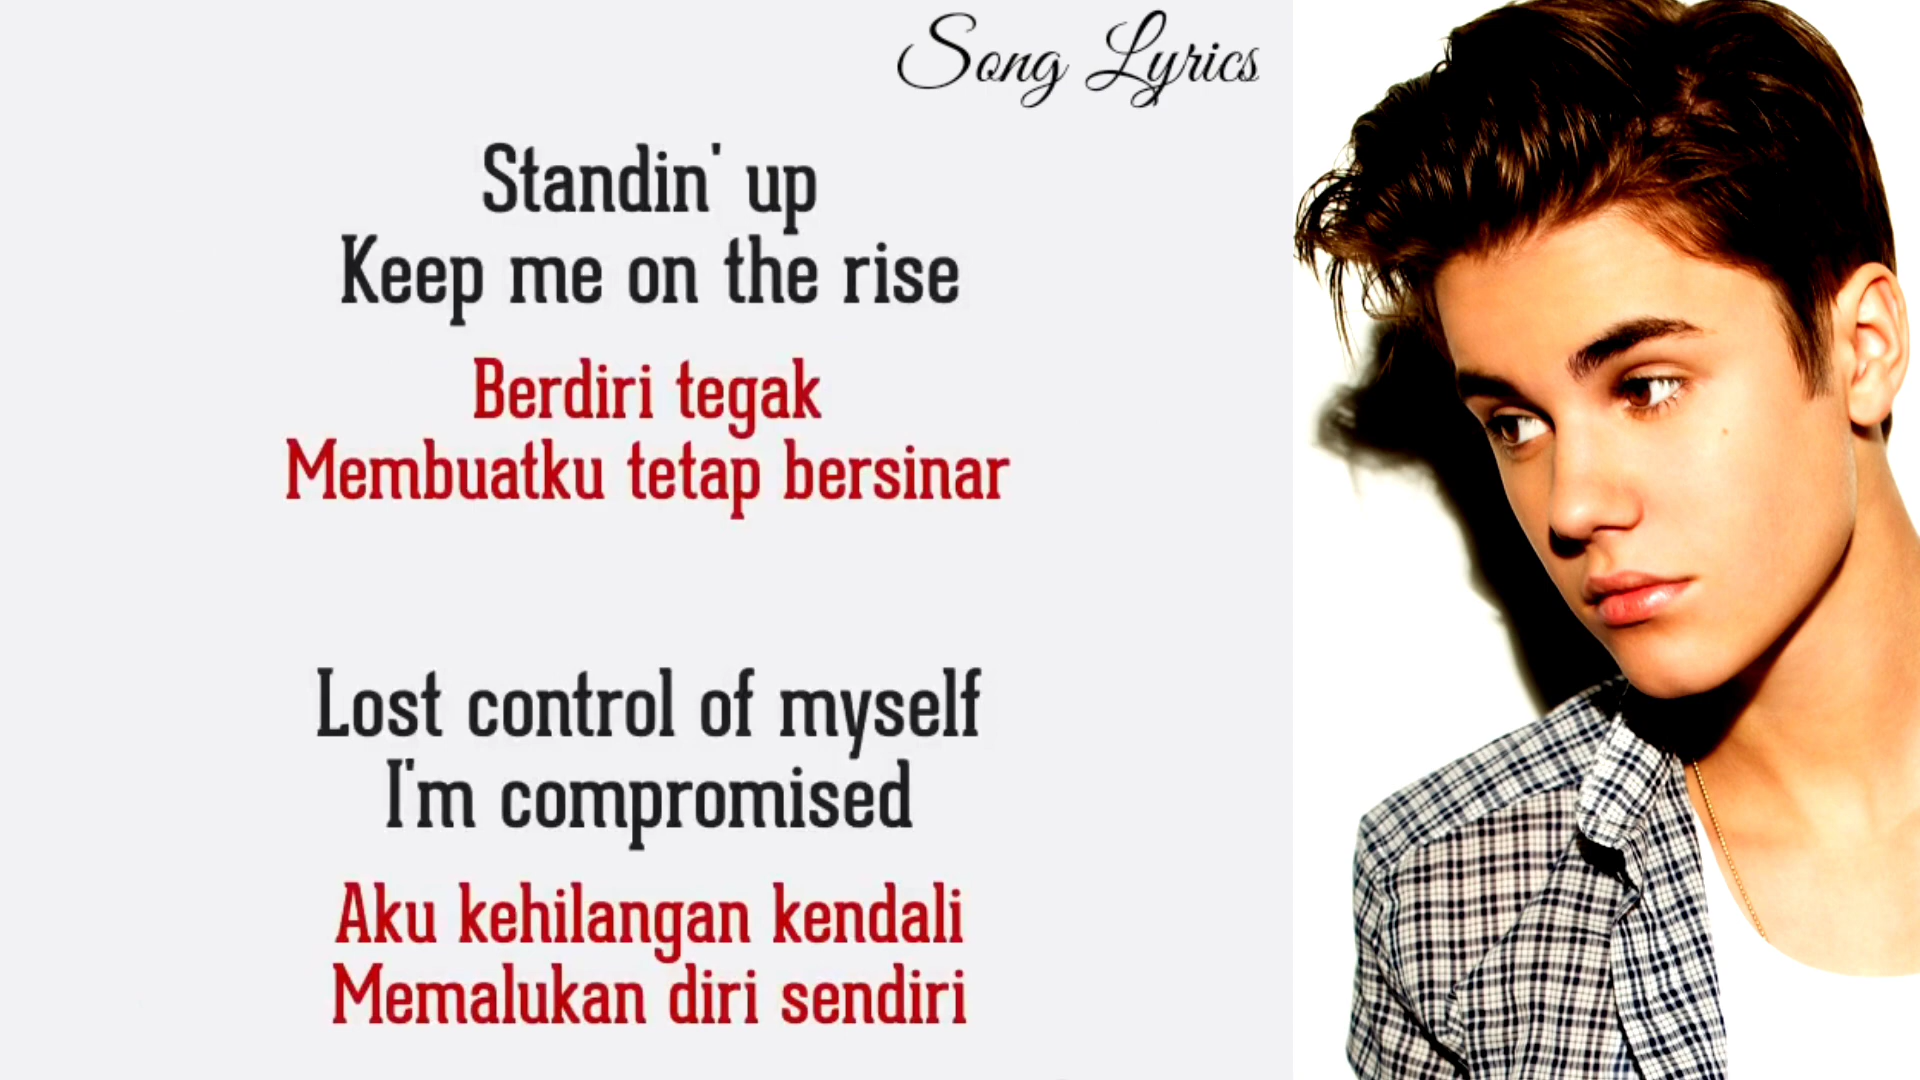 Song Lyrics
Standin' up
Keep me on the rise
Berdiri tegak
Membuatku tetap bersinar
Lost control of myself
I'm compromised
Aku kehilangan kendali
Memalukan diri sendiri